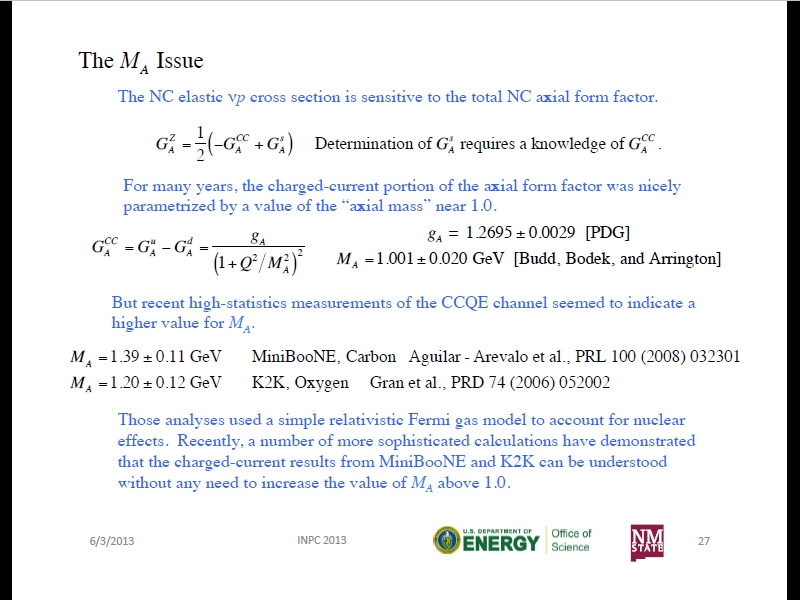 The M_A Issue
The NC elastic νp cross section is sensitive to the total NC axial form factor.
G_A^Z = 1/2 (−G_A^CC + G_A^s) Determination of G_A^s requires a knowledge of G_A^CC .
For many years, the charged-current portion of the axial form factor was nicely
parametrized by a value of the “axial mass” near 1.0.
G_A^CC = G_A^u − G_A^d = g_A / (1 + Q²/M_A²)²
g_A = 1.2695 ± 0.0029 [PDG]
M_A = 1.001 ± 0.020 GeV [Budd, Bodek, and Arrington]
But recent high-statistics measurements of the CCQE channel seemed to indicate a
higher value for M_A.
M_A = 1.39 ± 0.11 GeV MiniBooNE, Carbon Aguilar - Arevalo et al., PRL 100 (2008) 032301
M_A = 1.20 ± 0.12 GeV K2K, Oxygen Gran et al., PRD 74 (2006) 052002
Those analyses used a simple relativistic Fermi gas model to account for nuclear
effects. Recently, a number of more sophisticated calculations have demonstrated
that the charged-current results from MiniBooNE and K2K can be understood
without any need to increase the value of M_A above 1.0.
6/3/2013
INPC 2013
U.S. DEPARTMENT OF
ENERGY
Office of
Science
NM
STATE
27